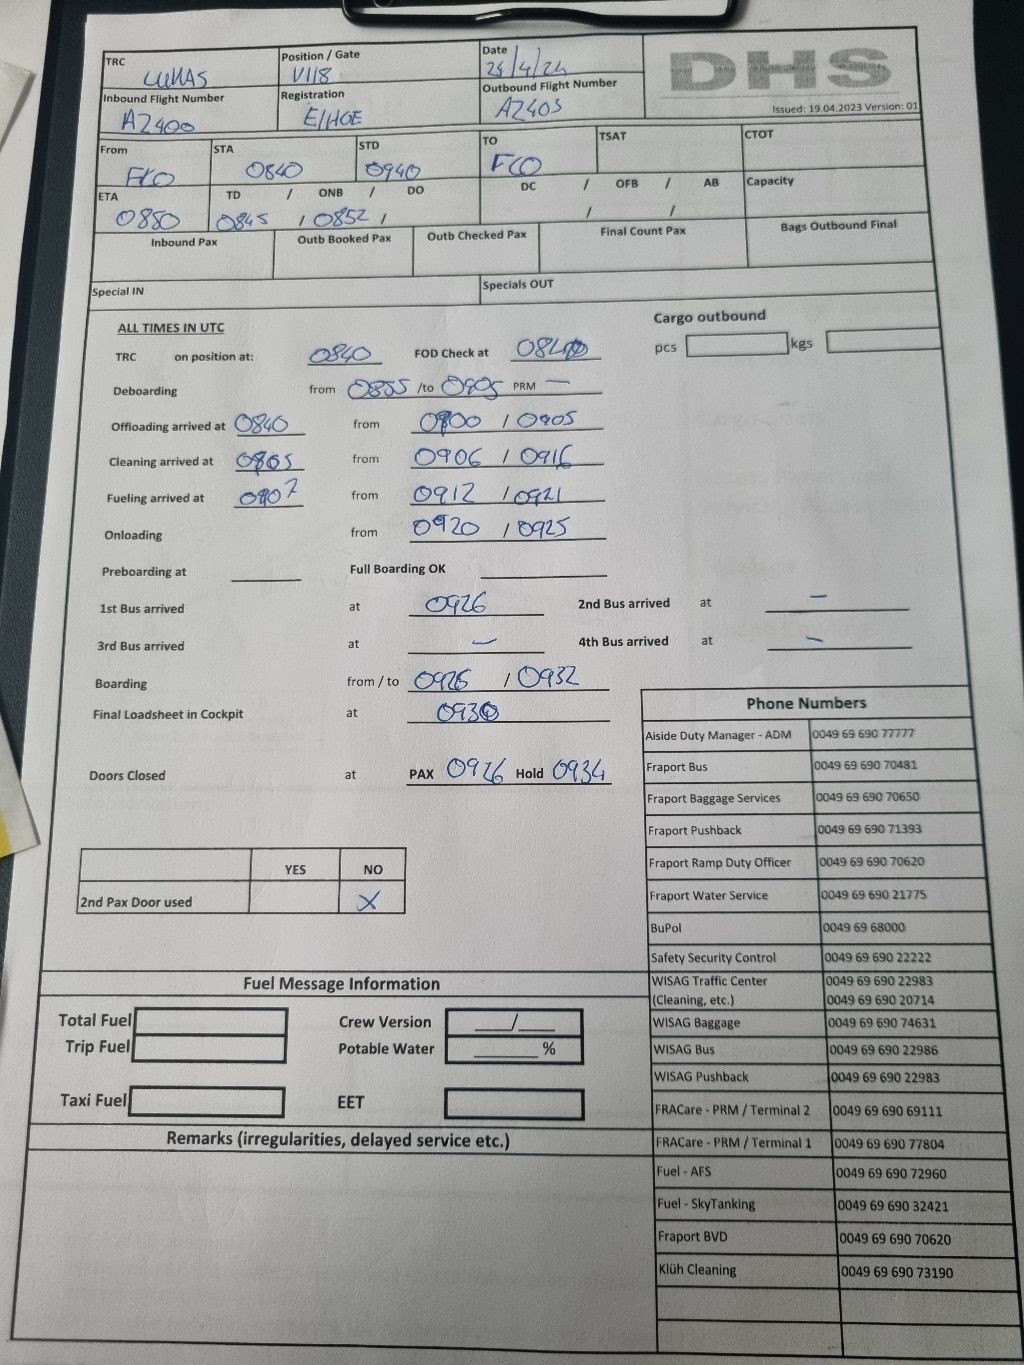 DHS
Issued: 19.04.2023 Version: 01
TRC LUKAS Position / Gate V118 Date 24/4/24
Inbound Flight Number AZ400 Registration E/HOE Outbound Flight Number AZ403
From FCO STA 0840 STD 0940 TO FCO TSAT CTOT
ETA 0850 TD / ONB / DO 0845 / 0852 / DC / OFB / AB / / Capacity
Inbound Pax Outb Booked Pax Outb Checked Pax Final Count Pax Bags Outbound Final
Special IN Specials OUT
ALL TIMES IN UTC Cargo outbound
TRC on position at: 0840 FOD Check at 0840 pcs kgs
Deboarding from 0855 /to 0905 PRM —
Offloading arrived at 0840 from 0900 / 0905
Cleaning arrived at 0805 from 0906 / 0916
Fueling arrived at 0907 from 0912 / 0921
Onloading from 0920 / 0925
Preboarding at Full Boarding OK
1st Bus arrived at 0926 2nd Bus arrived at –
3rd Bus arrived at – 4th Bus arrived at –
Boarding from / to 0926 / 0932
Final Loadsheet in Cockpit at 0930
Doors Closed at PAX 0926 Hold 0934
YES NO
2nd Pax Door used X
Phone Numbers
Aiside Duty Manager - ADM 0049 69 690 77777
Fraport Bus 0049 69 690 70481
Fraport Baggage Services 0049 69 690 70650
Fraport Pushback 0049 69 690 71393
Fraport Ramp Duty Officer 0049 69 690 70620
Fraport Water Service 0049 69 690 21775
BuPol 0049 69 68000
Safety Security Control 0049 69 690 22222
WISAG Traffic Center 0049 69 690 22983
(Cleaning, etc.) 0049 69 690 20714
WISAG Baggage 0049 69 690 74631
WISAG Bus 0049 69 690 22986
WISAG Pushback 0049 69 690 22983
FRACare - PRM / Terminal 2 0049 69 690 69111
FRACare - PRM / Terminal 1 0049 69 690 77804
Fuel - AFS 0049 69 690 72960
Fuel - SkyTanking 0049 69 690 32421
Fraport BVD 0049 69 690 70620
Klüh Cleaning 0049 69 690 73190
Fuel Message Information
Total Fuel Crew Version ___/___
Trip Fuel Potable Water _____ %
Taxi Fuel EET
Remarks (irregularities, delayed service etc.)